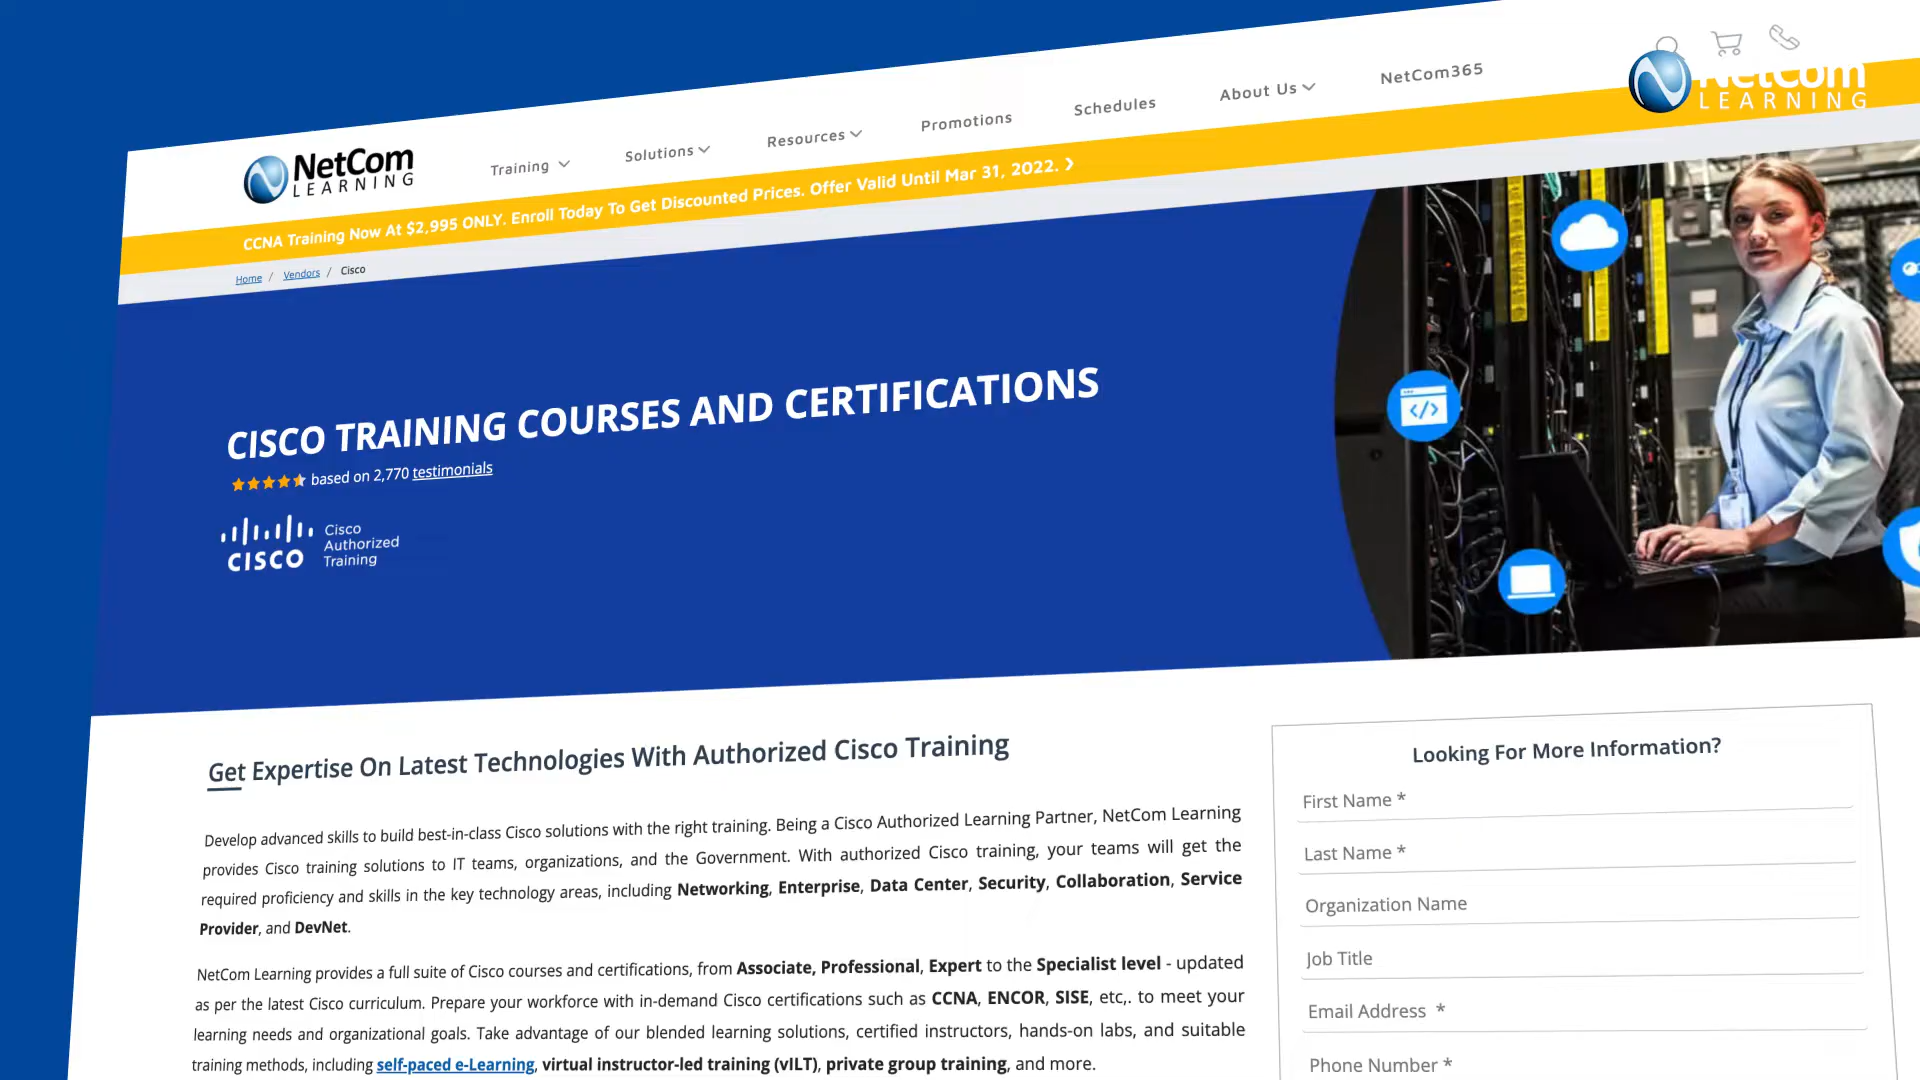 NetCom
LEARNING
Training
Solutions
Resources
Promotions
Schedules
About Us
NetCom365
NetCom
LEARNING
CCNA Training Now At $2,995 ONLY. Enroll Today To Get Discounted Prices. Offer Valid Until Mar 31, 2022.
Home / Vendors / Cisco
CISCO TRAINING COURSES AND CERTIFICATIONS
based on 2,770 testimonials
CISCO
Cisco
Authorized
Training
Get Expertise On Latest Technologies With Authorized Cisco Training
Develop advanced skills to build best-in-class Cisco solutions with the right training. Being a Cisco Authorized Learning Partner, NetCom Learning
provides Cisco training solutions to IT teams, organizations, and the Government. With authorized Cisco training, your teams will get the
required proficiency and skills in the key technology areas, including Networking, Enterprise, Data Center, Security, Collaboration, Service
Provider, and DevNet.
NetCom Learning provides a full suite of Cisco courses and certifications, from Associate, Professional, Expert to the Specialist level - updated
as per the latest Cisco curriculum. Prepare your workforce with in-demand Cisco certifications such as CCNA, ENCOR, SISE, etc,. to meet your
learning needs and organizational goals. Take advantage of our blended learning solutions, certified instructors, hands-on labs, and suitable
training methods, including self-paced e-Learning, virtual instructor-led training (vILT), private group training, and more.
Looking For More Information?
First Name *
Last Name *
Organization Name
Job Title
Email Address *
Phone Number *